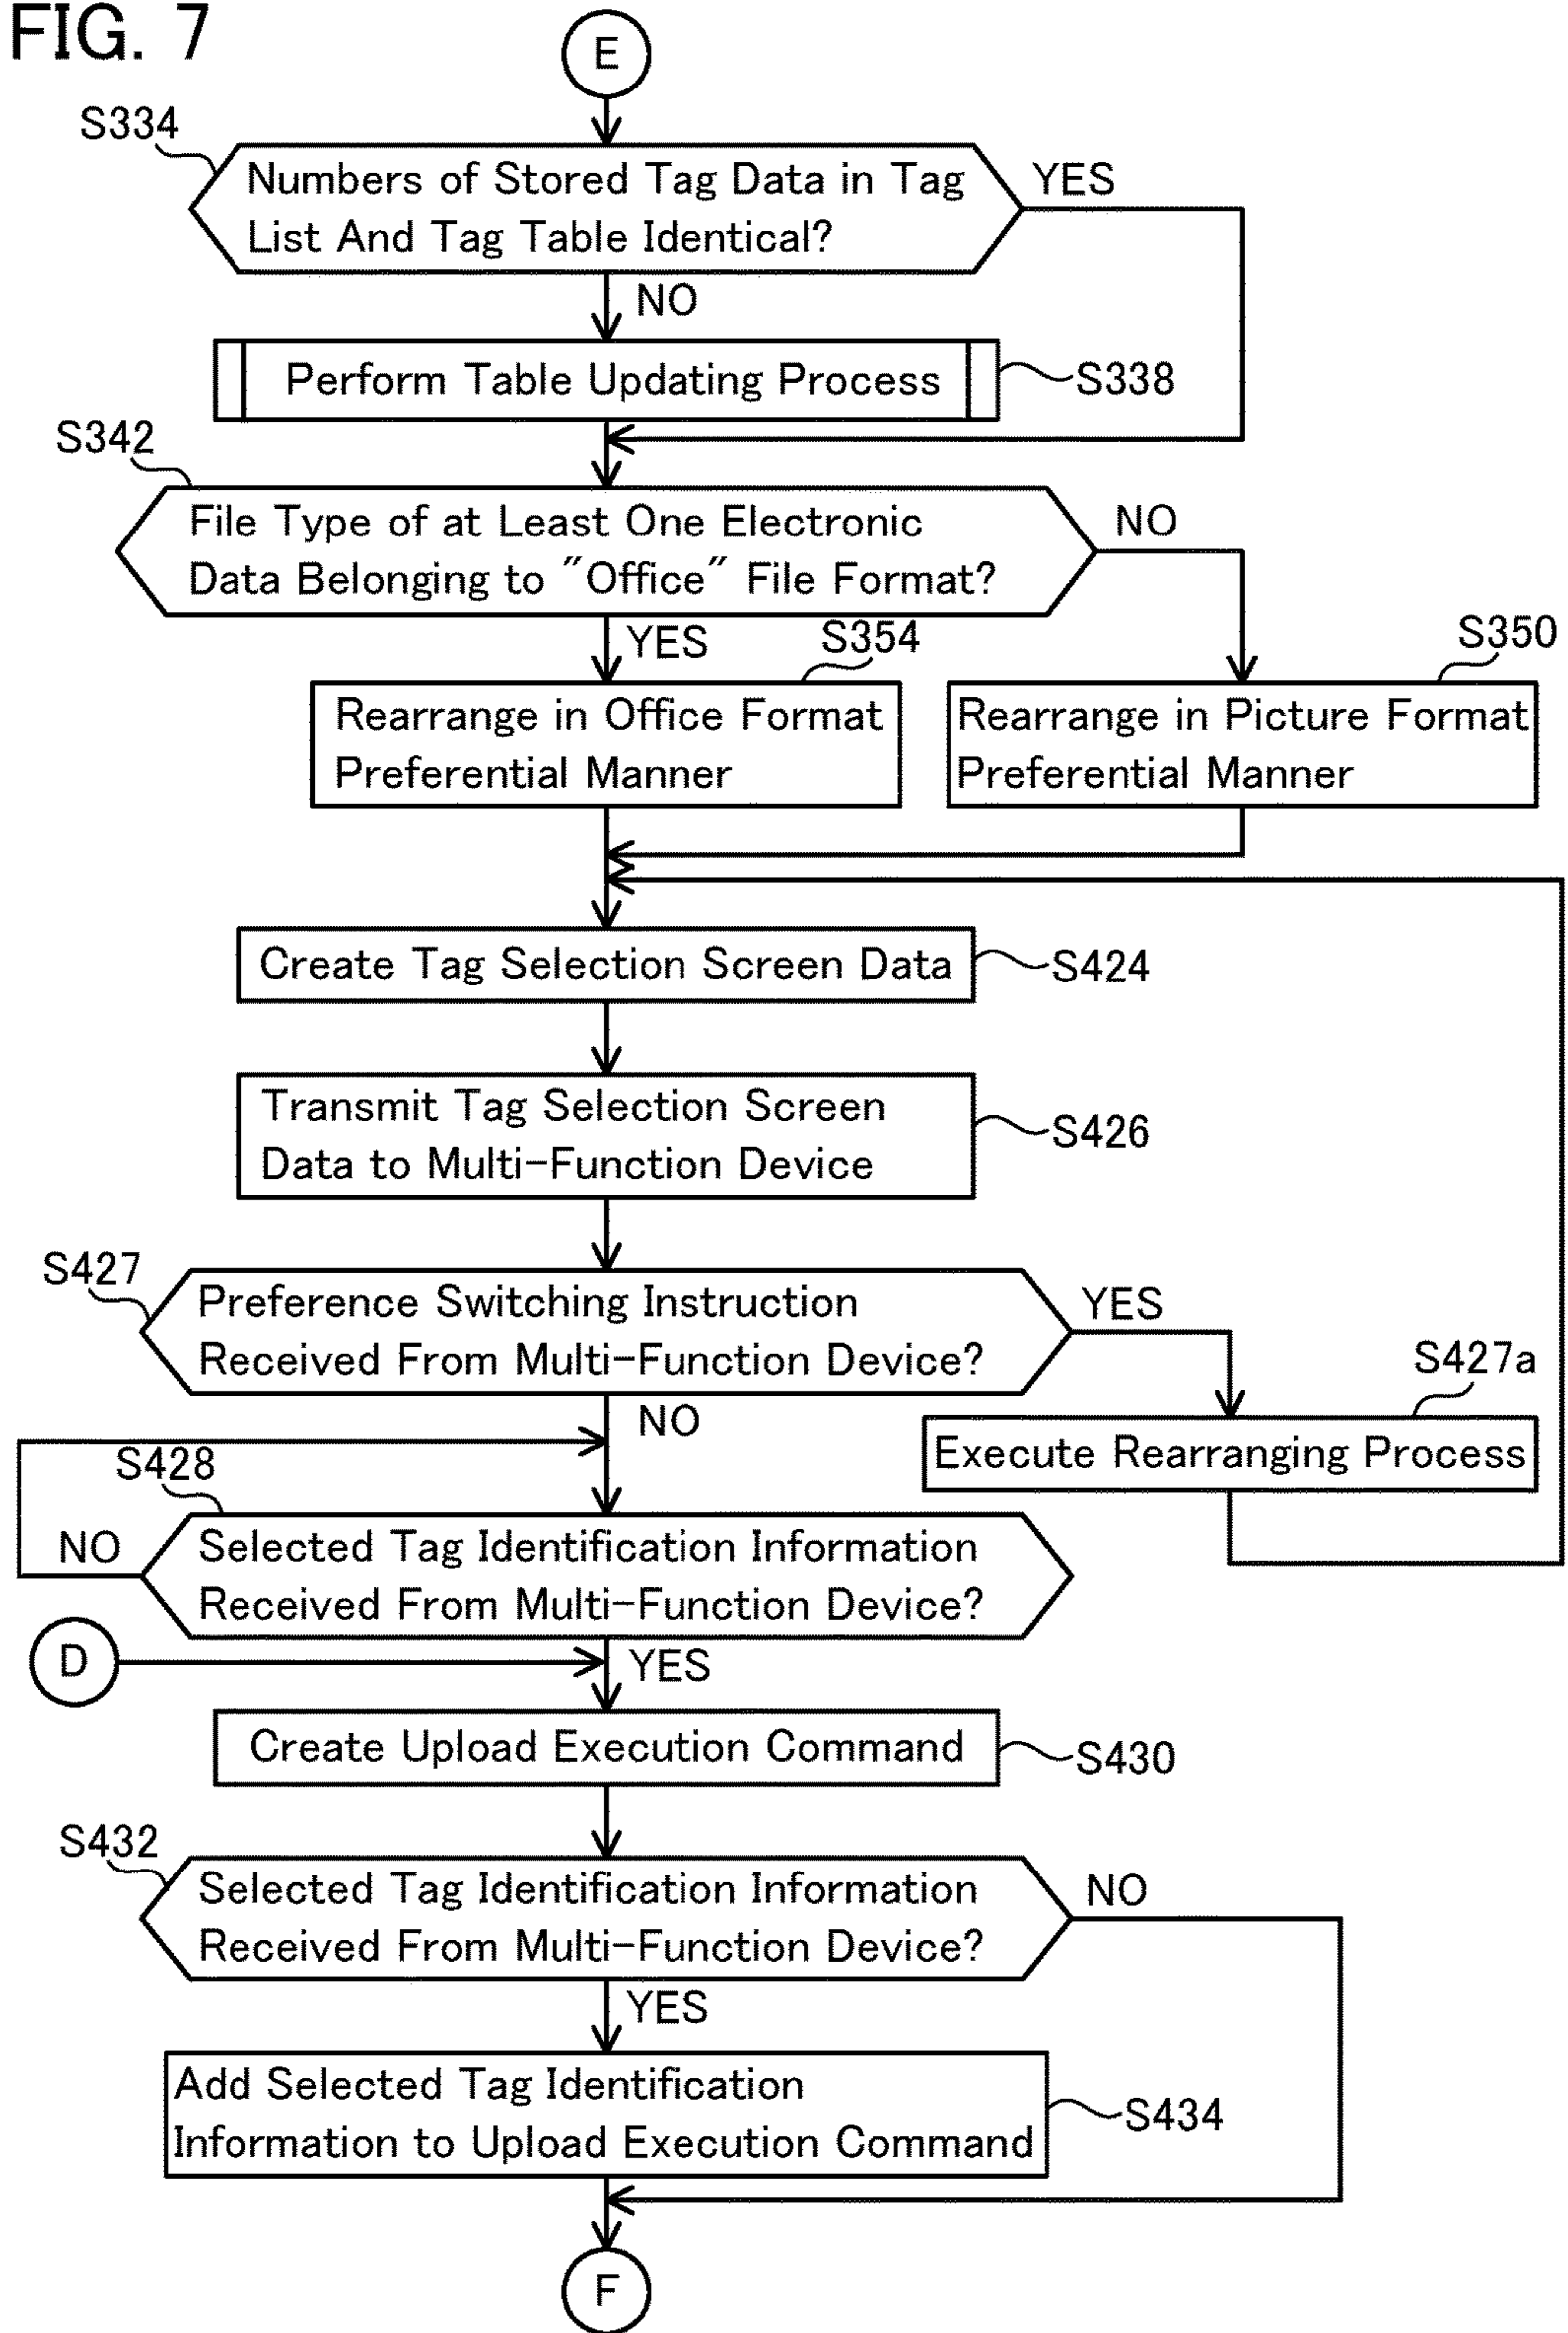 FIG. 7
E
S334
Numbers of Stored Tag Data in Tag
List And Tag Table Identical?
YES
NO
Perform Table Updating Process
S338
S342
File Type of at Least One Electronic
Data Belonging to "Office" File Format?
NO
YES
S354
S350
Rearrange in Office Format
Preferential Manner
Rearrange in Picture Format
Preferential Manner
Create Tag Selection Screen Data
S424
Transmit Tag Selection Screen
Data to Multi-Function Device
S426
S427
Preference Switching Instruction
Received From Multi-Function Device?
YES
NO
S427a
Execute Rearranging Process
S428
NO
Selected Tag Identification Information
Received From Multi-Function Device?
D
YES
Create Upload Execution Command
S430
S432
Selected Tag Identification Information
Received From Multi-Function Device?
NO
YES
Add Selected Tag Identification
Information to Upload Execution Command
S434
F